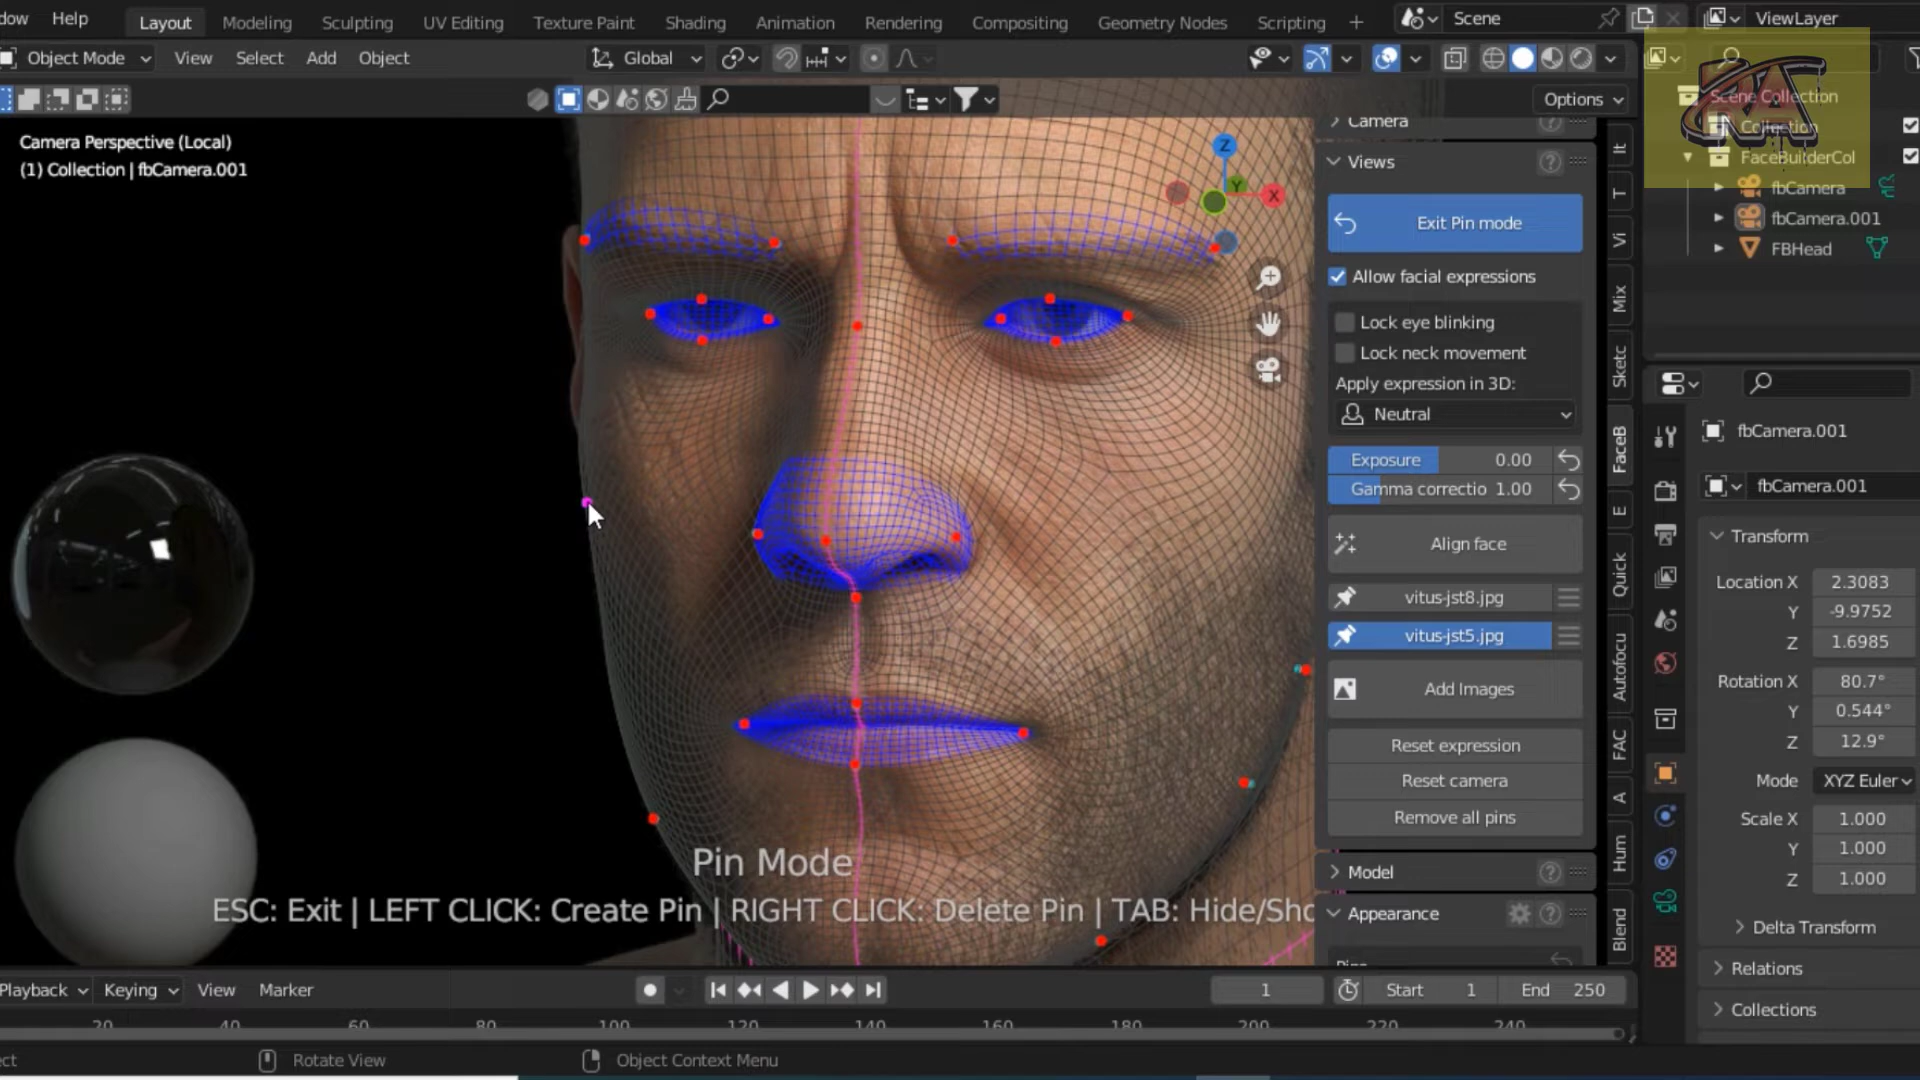 dow Help Layout Modeling Sculpting UV Editing Texture Paint Shading Animation Rendering Compositing Geometry Nodes Scripting + Scene ViewLayer
Object Mode View Select Add Object Global
Options
Camera Perspective (Local)
(1) Collection | fbCamera.001
Z
Y
X
Camera
Views
Exit Pin mode
Allow facial expressions
Lock eye blinking
Lock neck movement
Apply expression in 3D:
Neutral
Exposure 0.00
Gamma correctio 1.00
Align face
vitus-jst8.jpg
vitus-jst5.jpg
Add Images
Reset expression
Reset camera
Remove all pins
Model
Appearance
It
T
Vi
Mix
Sketc
FaceB
E
Quick
Autofocu
FAC
A
Hum
Blend
RA
Scene Collection
Collection
FaceBuilderCol
fbCamera
fbCamera.001
FBHead
fbCamera.001
fbCamera.001
Transform
Location X 2.3083
Y -9.9752
Z 1.6985
Rotation X 80.7°
Y 0.544°
Z 12.9°
Mode XYZ Euler
Scale X 1.000
Y 1.000
Z 1.000
Delta Transform
Relations
Collections
Pin Mode
ESC: Exit | LEFT CLICK: Create Pin | RIGHT CLICK: Delete Pin | TAB: Hide/Sho
Playback Keying View Marker 1 Start 1 End 250
20 40 60 80 100 120 140 160 180 200 220 240
ect Rotate View Object Context Menu